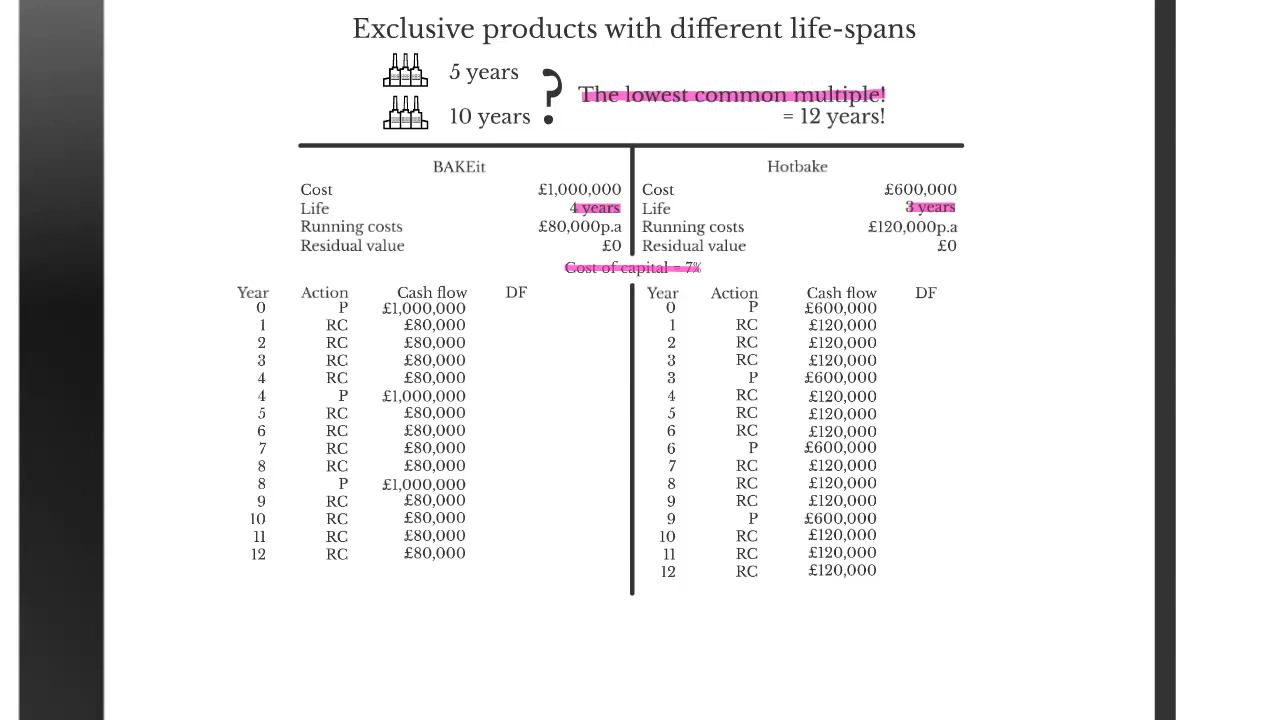 Exclusive products with different life-spans
5 years
10 years
?
The lowest common multiple!
= 12 years!
BAKEit
Cost £1,000,000
Life 4 years
Running costs £80,000p.a
Residual value £0
Hotbake
Cost £600,000
Life 3 years
Running costs £120,000p.a
Residual value £0
Cost of capital = 7%
Year Action Cash flow DF
0 P £1,000,000
1 RC £80,000
2 RC £80,000
3 RC £80,000
4 RC £80,000
4 P £1,000,000
5 RC £80,000
6 RC £80,000
7 RC £80,000
8 RC £80,000
8 P £1,000,000
9 RC £80,000
10 RC £80,000
11 RC £80,000
12 RC £80,000
Year Action Cash flow DF
0 P £600,000
1 RC £120,000
2 RC £120,000
3 RC £120,000
3 P £600,000
4 RC £120,000
5 RC £120,000
6 RC £120,000
6 P £600,000
7 RC £120,000
8 RC £120,000
9 RC £120,000
9 P £600,000
10 RC £120,000
11 RC £120,000
12 RC £120,000